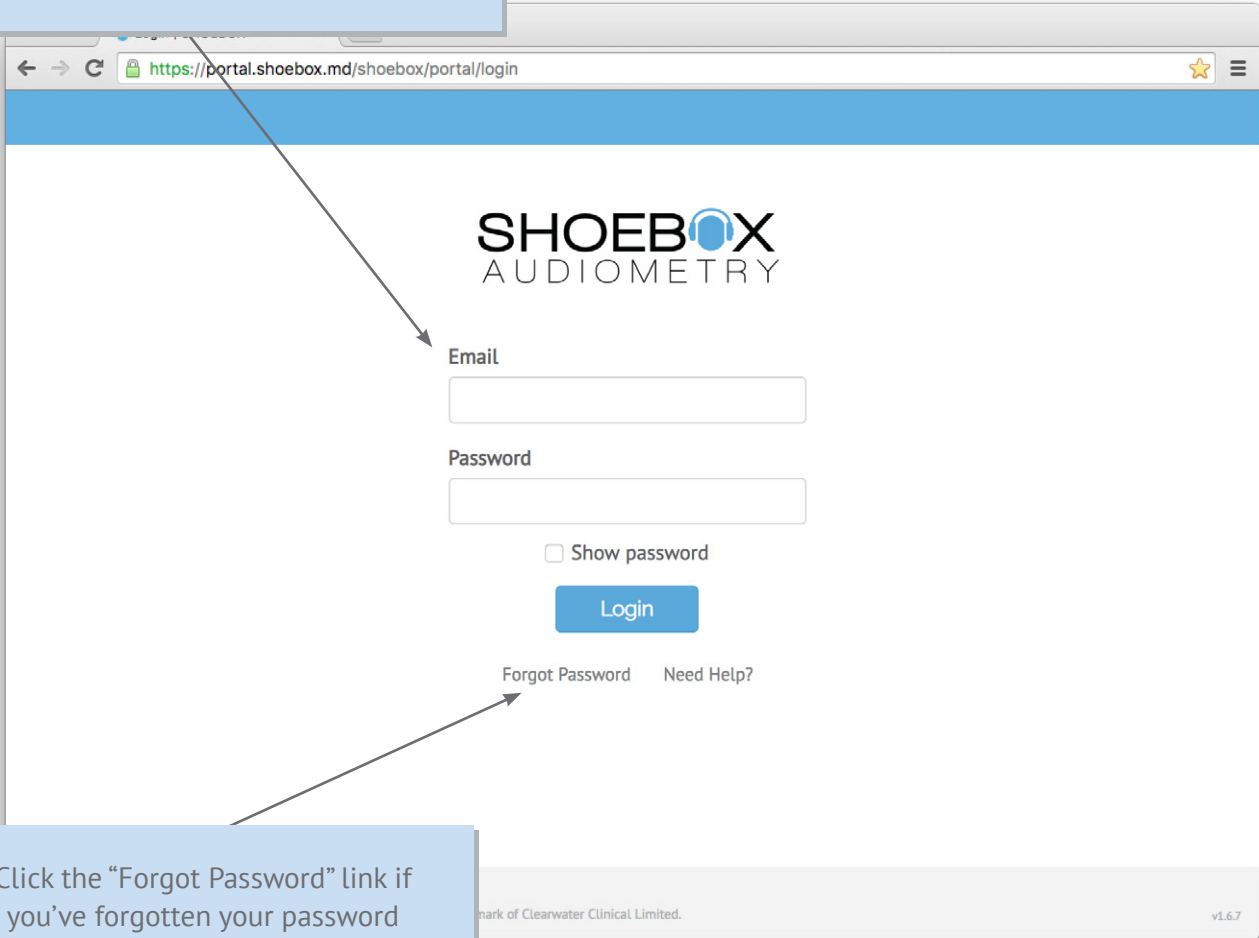 https://portal.shoebox.md/shoebox/portal/login
SHOEBOX
AUDIOMETRY
Email
Password
Show password
Login
Forgot Password Need Help?
Click the “Forgot Password” link if
you’ve forgotten your password
mark of Clearwater Clinical Limited.
v1.6.7